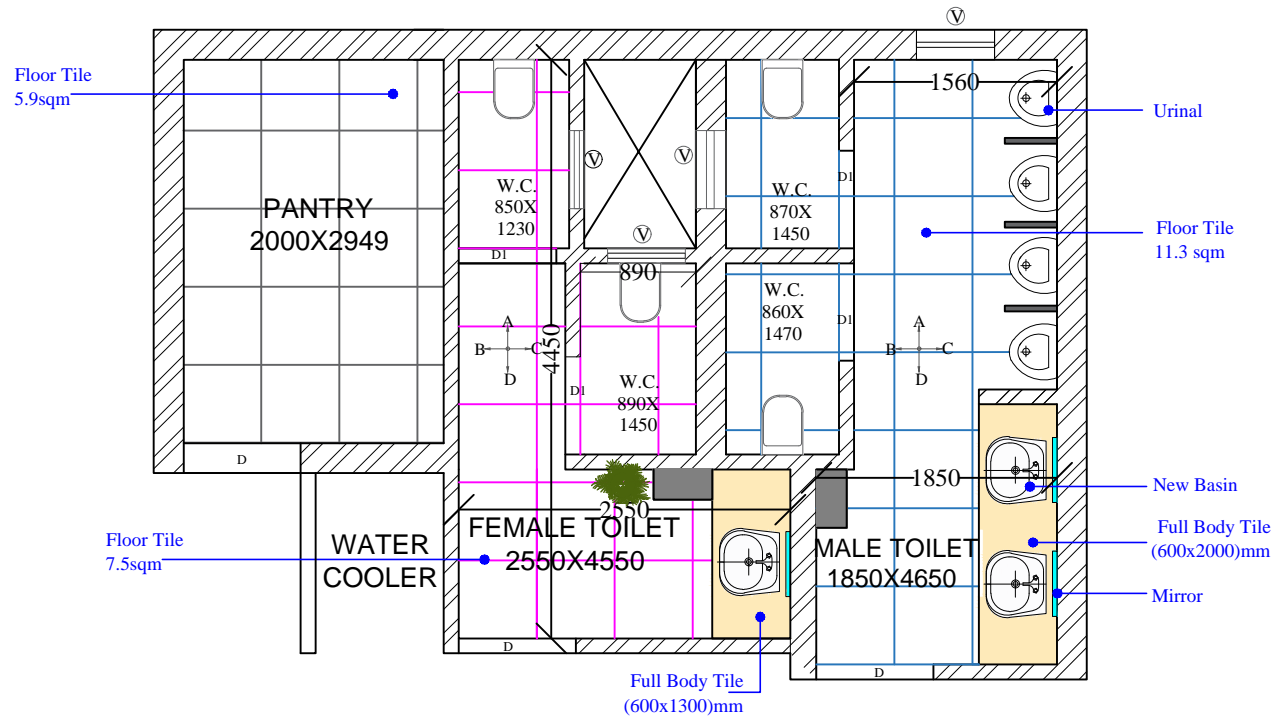 V
Floor Tile
5.9sqm
1560
Urinal
V
V
W.C.
850X
1230
W.C.
870X
1450
D1
PANTRY
2000X2949
Floor Tile
11.3 sqm
V
D1
890
W.C.
860X
1470
D1
A
B
C
D
4450
A
B
C
D
W.C.
890X
1450
D1
D
1850
New Basin
2550
FEMALE TOILET
2550X4550
Floor Tile
7.5sqm
WATER
COOLER
MALE TOILET
1850X4650
Full Body Tile
(600x2000)mm
Mirror
D
D
Full Body Tile
(600x1300)mm